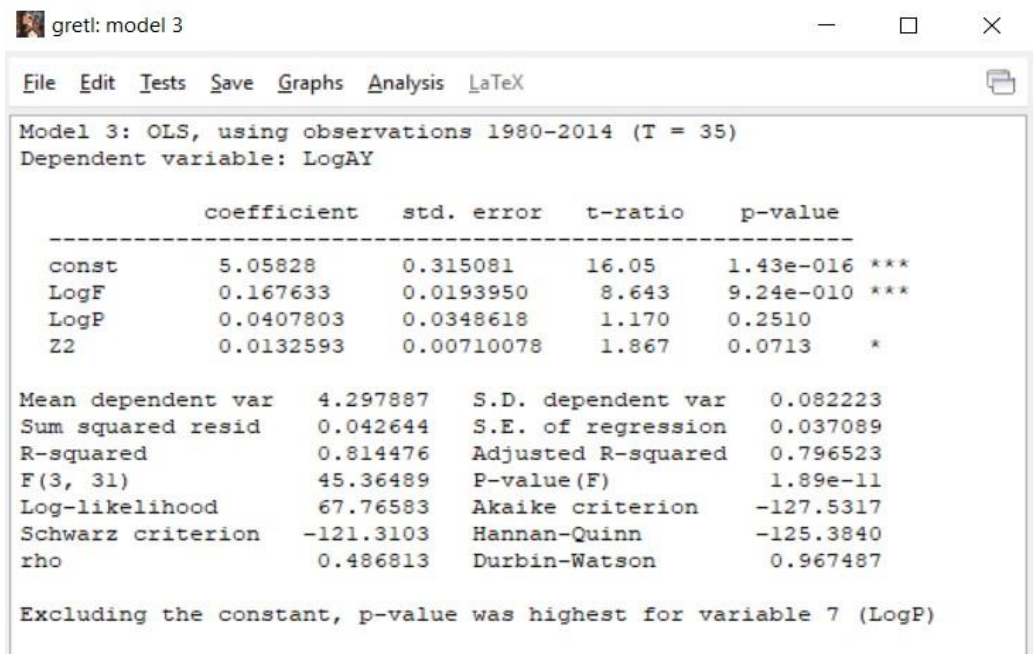 gretl: model 3
File Edit Tests Save Graphs Analysis LaTeX
Model 3: OLS, using observations 1980-2014 (T = 35)
Dependent variable: LogAY
coefficient std. error t-ratio p-value
const 5.05828 0.315081 16.05 1.43e-016 ***
LogF 0.167633 0.0193950 8.643 9.24e-010 ***
LogP 0.0407803 0.0348618 1.170 0.2510
Z2 0.0132593 0.00710078 1.867 0.0713 *
Mean dependent var 4.297887 S.D. dependent var 0.082223
Sum squared resid 0.042644 S.E. of regression 0.037089
R-squared 0.814476 Adjusted R-squared 0.796523
F(3, 31) 45.36489 P-value(F) 1.89e-11
Log-likelihood 67.76583 Akaike criterion -127.5317
Schwarz criterion -121.3103 Hannan-Quinn -125.3840
rho 0.486813 Durbin-Watson 0.967487
Excluding the constant, p-value was highest for variable 7 (LogP)